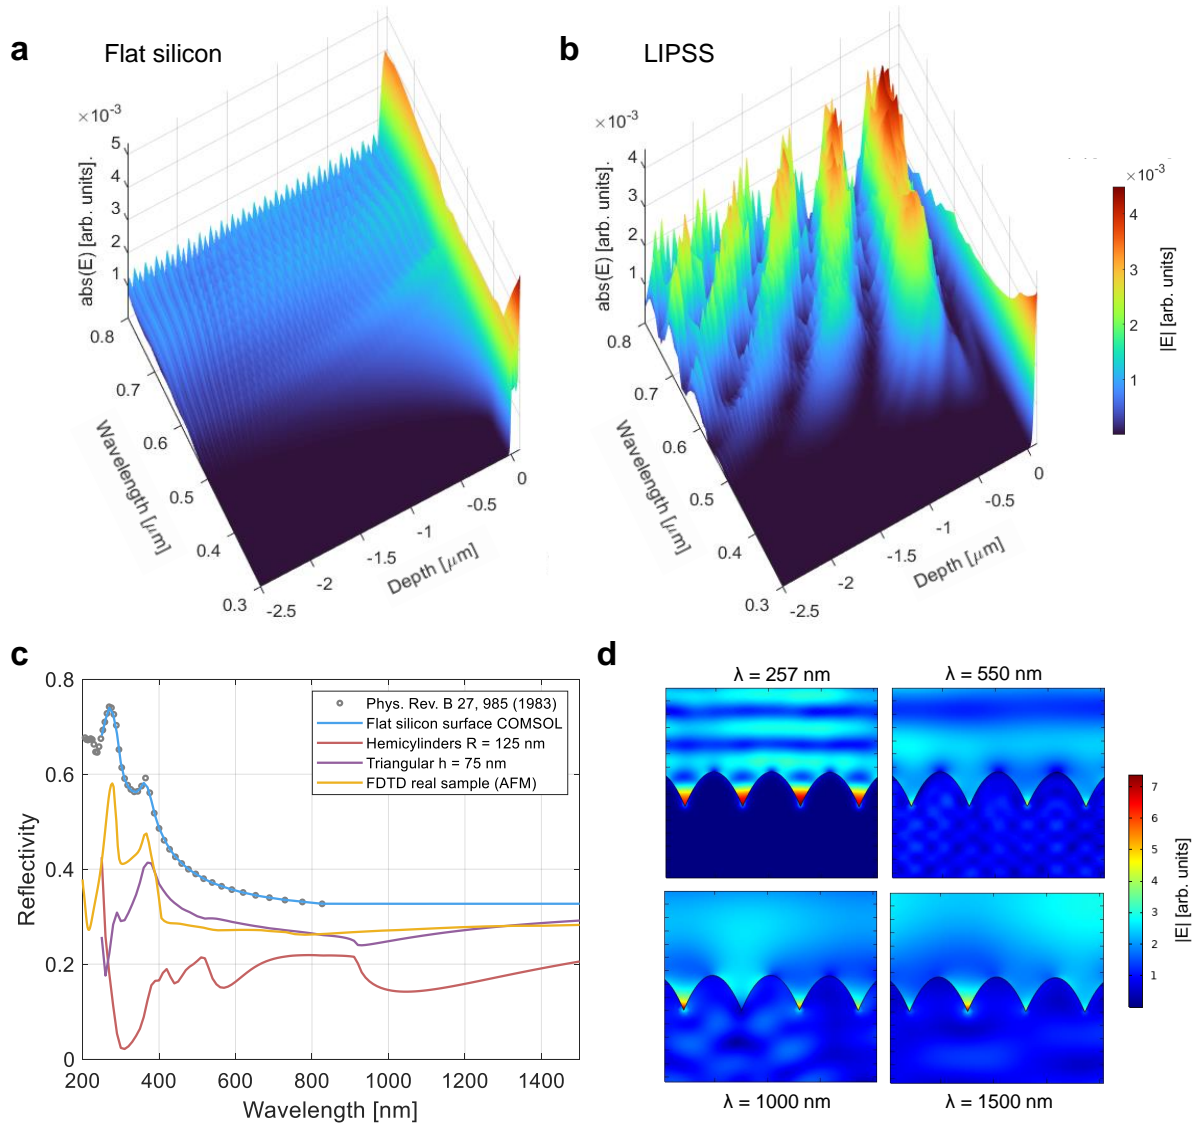 a
Flat silicon
×10⁻³
5
4
3
2
1
abs(E) [arb. units].
0.8
0.7
0.6
0.5
0.4
0.3
Wavelength [μm]
0
-0.5
-1
-1.5
-2
-2.5
Depth [μm]
b
LIPSS
×10⁻³
4
3
2
1
abs(E) [arb. units].
0.8
0.7
0.6
0.5
0.4
0.3
Wavelength [μm]
0
-0.5
-1
-1.5
-2
-2.5
Depth [μm]
×10⁻³
4
3
2
1
|E| [arb. units]
c
0.8
0.6
0.4
0.2
0
Reflectivity
Phys. Rev. B 27, 985 (1983)
Flat silicon surface COMSOL
Hemicylinders R = 125 nm
Triangular h = 75 nm
FDTD real sample (AFM)
200 400 600 800 1000 1200 1400
Wavelength [nm]
d
λ = 257 nm
λ = 550 nm
λ = 1000 nm
λ = 1500 nm
7
6
5
4
3
2
1
|E| [arb. units]